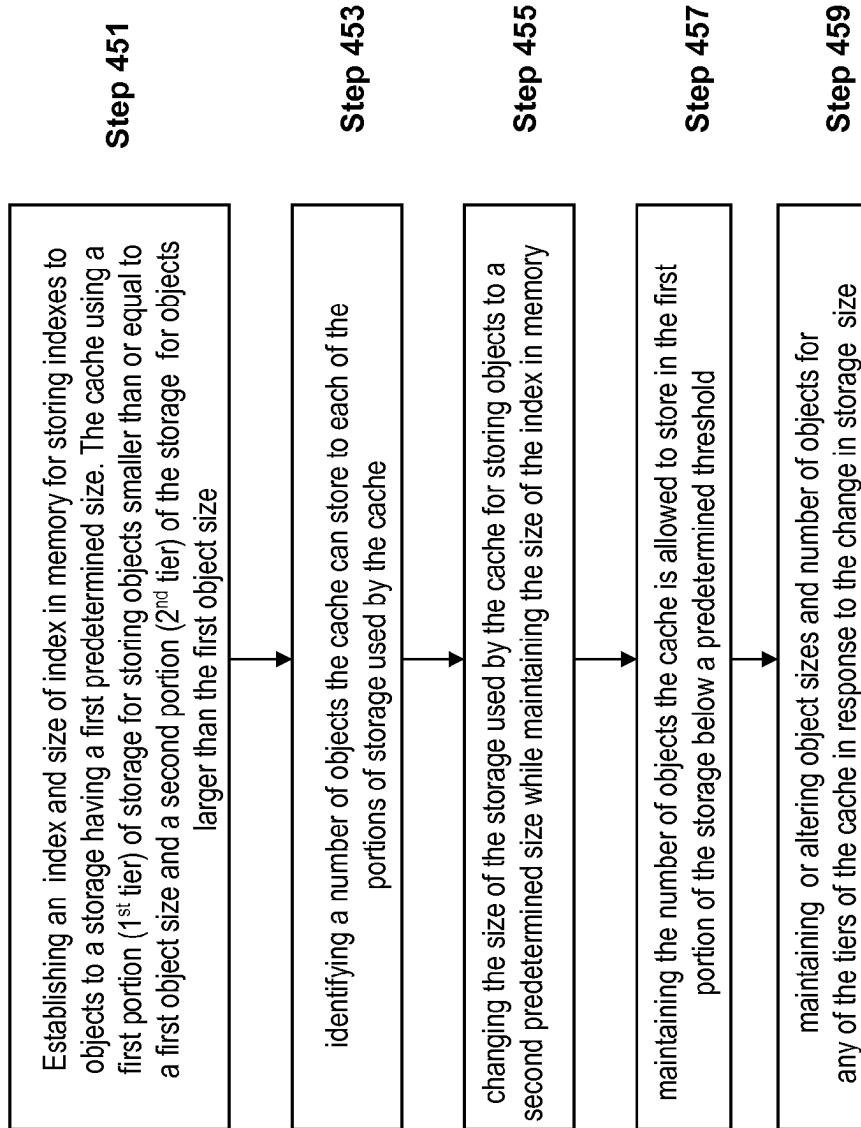 Establishing an index and size of index in memory for storing indexes to
objects to a storage having a first predetermined size. The cache using a
first portion (1st tier) of storage for storing objects smaller than or equal to
a first object size and a second portion (2nd tier) of the storage for objects
larger than the first object size
Step 451
identifying a number of objects the cache can store to each of the
portions of storage used by the cache
Step 453
changing the size of the storage used by the cache for storing objects to a
second predetermined size while maintaining the size of the index in memory
Step 455
maintaining the number of objects the cache is allowed to store in the first
portion of the storage below a predetermined threshold
Step 457
maintaining or altering object sizes and number of objects for
any of the tiers of the cache in response to the change in storage size
Step 459